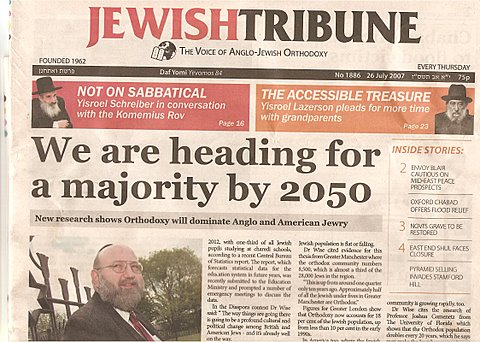 JEWISHTRIBUNE
THE VOICE OF ANGLO-JEWISH ORTHODOXY
FOUNDED 1962
EVERY THURSDAY
פרשת ואתחנן
Daf Yomi Yevomos 84
No 1886 26 July 2007
י״א אב תשס״ז
75p
NOT ON SABBATICAL
Yisroel Schreiber in conversation
with the Komemius Rov
Page 16
THE ACCESSIBLE TREASURE
Yisroel Lazerson pleads for more time
with grandparents
Page 23
We are heading for
a majority by 2050
New research shows Orthodoxy will dominate Anglo and American Jewry
2012, with one-third of all Jewish
pupils studying at charedi schools,
according to a recent Central Bureau
of Statistics report. The report, which
forecasts statistical data for the
education system in future years, was
recently submitted to the Education
Ministry and prompted a number of
emergency meetings to discuss the
data.
In the Diaspora context Dr Wise
said: "The way things are going there
is going to be a profound cultural and
political change among British and
American Jews - and it's already well
on the way.
Jewish population is flat or falling.
Dr Wise cited evidence for this
thesis from Greater Manchester where
the orthodox community numbers
8,500, which is almost a third of the
28,000 Jews in the region.
"This is up from around one quarter
only ten years ago. Approximately half
of all the Jewish under fives in Greater
Manchester are Orthodox."
Figures for Greater London show
that Orthodoxy now accounts for 18
per cent of the Jewish population, up
from less than 10 per cent in the early
1990s.
INSIDE STORIES:
2 ENVOY BLAIR
CAUTIOUS ON
MIDEAST PEACE
PROSPECTS
OXFORD CHABAD
OFFERS FLOOD RELIEF
3 NOVI'S GRAVE TO BE
RESTORED
4 EAST END SHUL FACES
CLOSURE
PYRAMID SELLING
INVADES STAMFORD
HILL
community is growing rapidly, too.
Dr Wise cites the research of
Professor Joshua Comenetz from
The University of Florida which
shows that the Orthodox population
doubles every 20 years, which he says